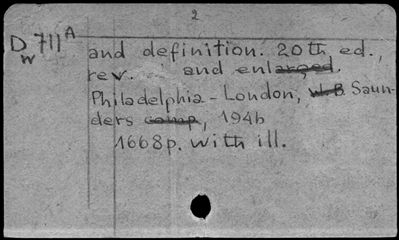 2
D 711 A
w
and definition. 20th ed.,
rev. and enlarged.
Philadelphia - London, W.B. Saun-
ders comp, 1946
1668p. with ill.